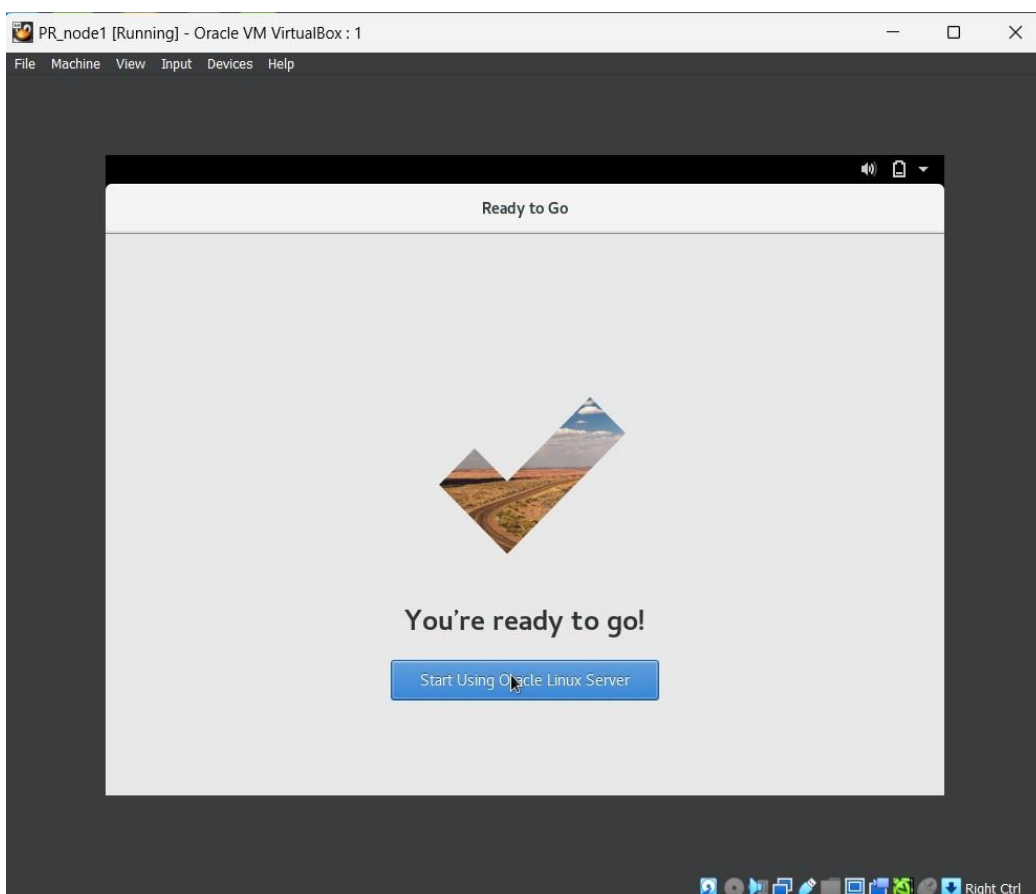 PR_node1 [Running] - Oracle VM VirtualBox : 1
File Machine View Input Devices Help
Ready to Go
You're ready to go!
Start Using Oracle Linux Server
Right Ctrl